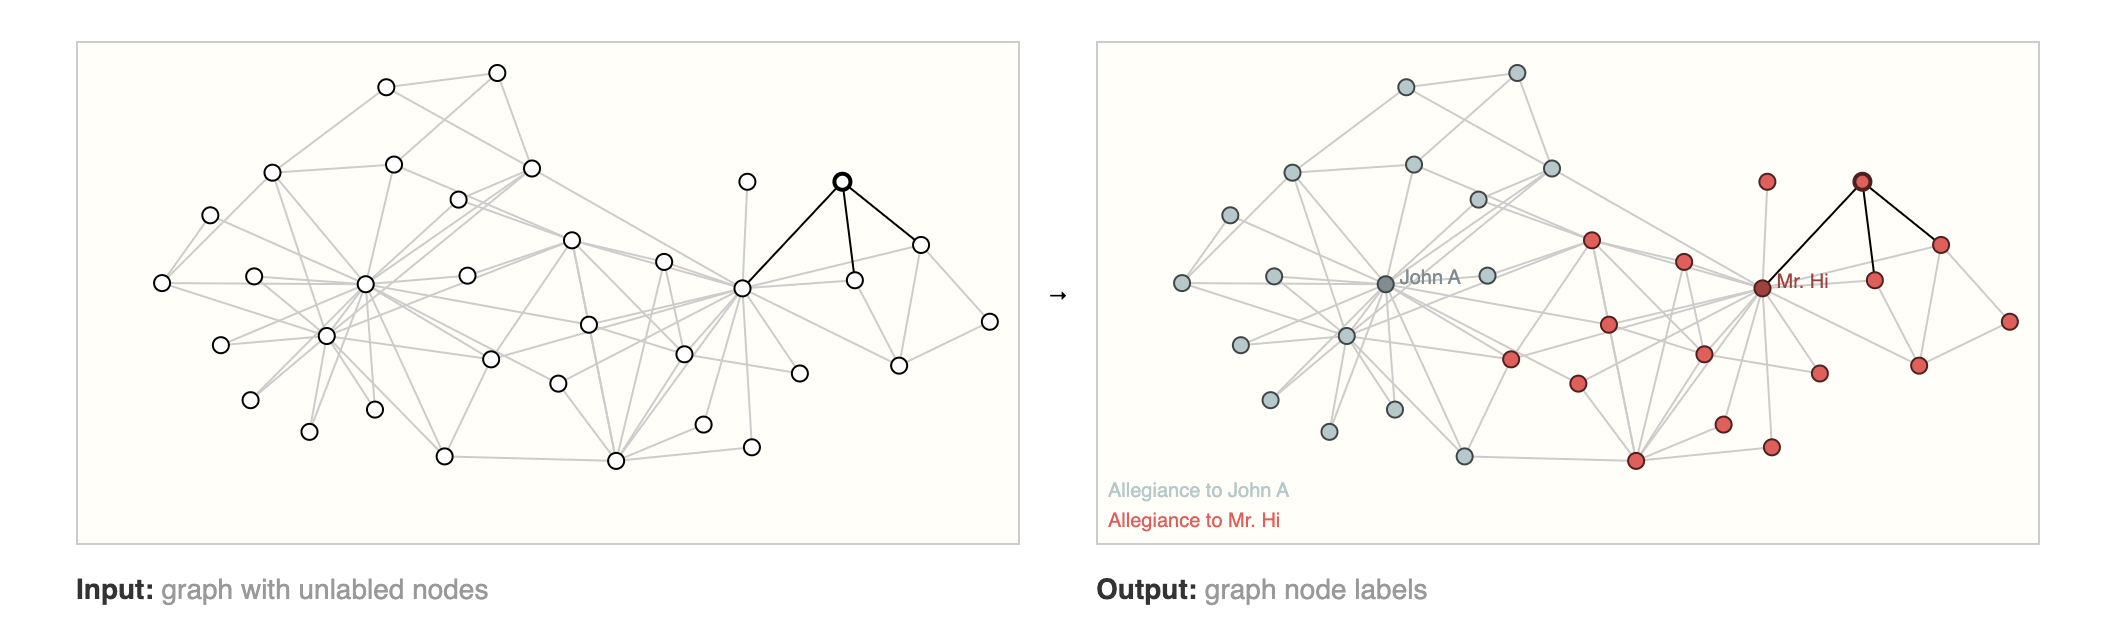 John A
Mr. Hi
→
Allegiance to John A
Allegiance to Mr. Hi
Input: graph with unlabled nodes
Output: graph node labels